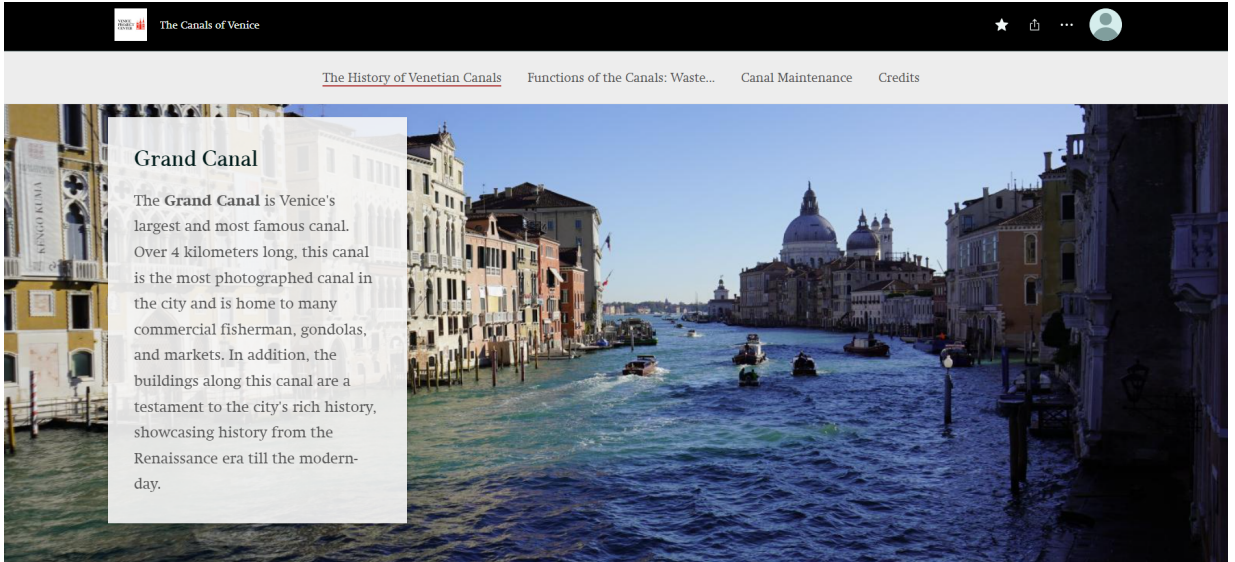 VENICE
PROJECT
CENTER
The Canals of Venice
The History of Venetian Canals
Functions of the Canals: Waste...
Canal Maintenance
Credits
KENGO KUMA
Grand Canal
The Grand Canal is Venice's
largest and most famous canal.
Over 4 kilometers long, this canal
is the most photographed canal in
the city and is home to many
commercial fisherman, gondolas,
and markets. In addition, the
buildings along this canal are a
testament to the city's rich history,
showcasing history from the
Renaissance era till the modern-
day.